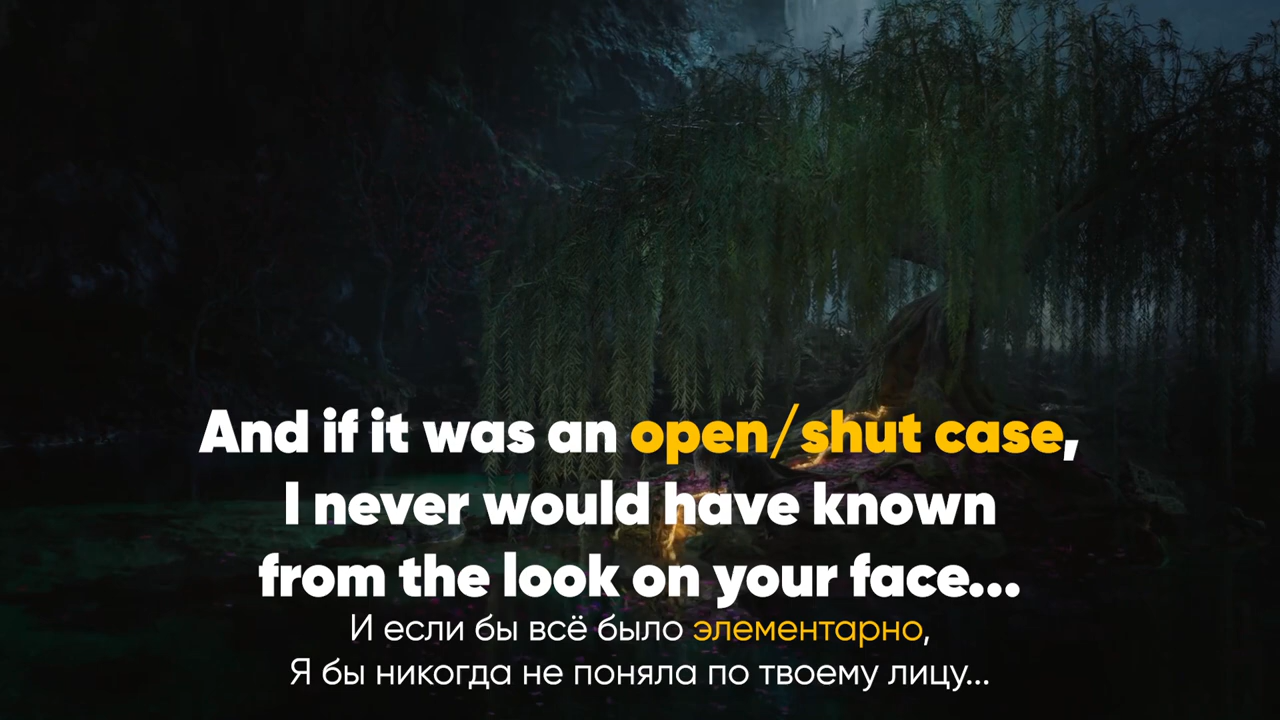 And if it was an open/shut case,
I never would have known
from the look on your face...
И если бы всё было элементарно,
Я бы никогда не поняла по твоему лицу...